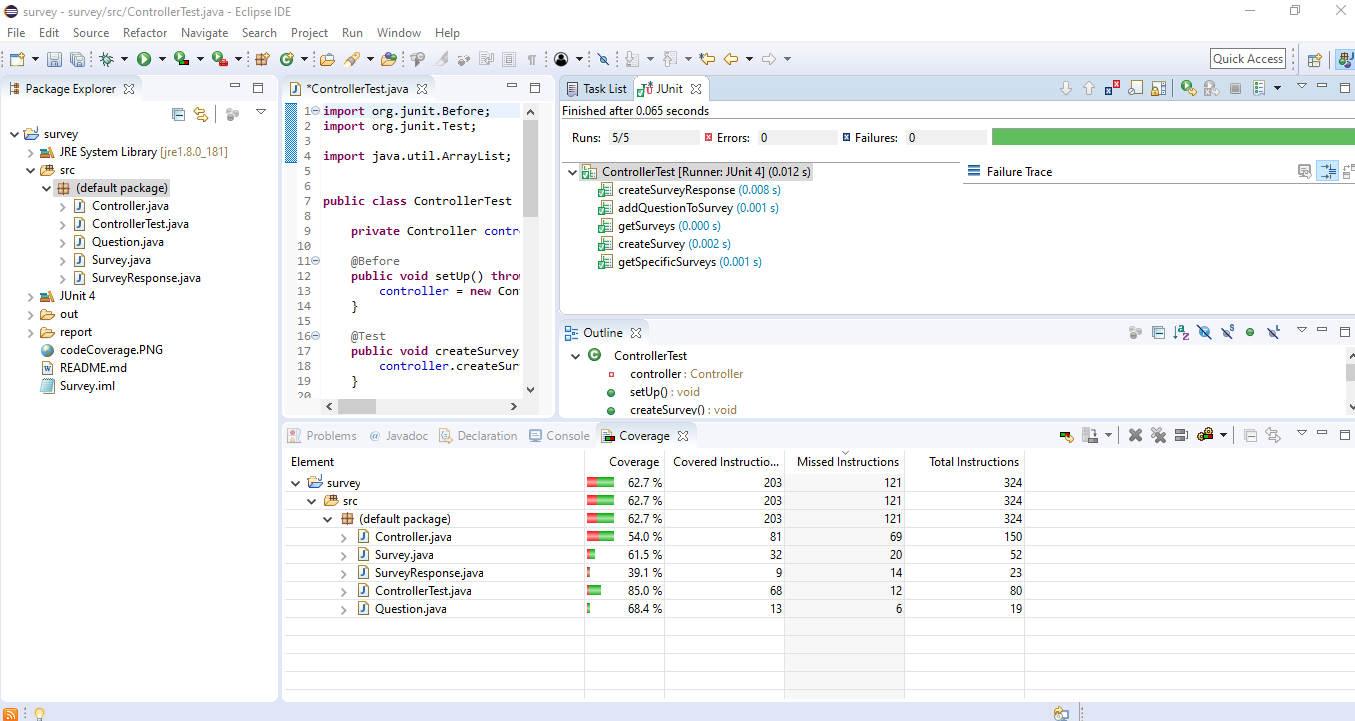 survey - survey/src/ControllerTest.java - Eclipse IDE
File Edit Source Refactor Navigate Search Project Run Window Help
Quick Access
Package Explorer
survey
JRE System Library [jre1.8.0_181]
src
(default package)
Controller.java
ControllerTest.java
Question.java
Survey.java
SurveyResponse.java
JUnit 4
out
report
codeCoverage.PNG
README.md
Survey.iml
*ControllerTest.java
1 import org.junit.Before;
2 import org.junit.Test;
3
4 import java.util.ArrayList;
5
6
7 public class ControllerTest
8
9 private Controller contr
10
11 @Before
12 public void setUp() thro
13 controller = new Con
14 }
15
16 @Test
17 public void createSurvey
18 controller.createSur
19 }
20
Task List JUnit
Finished after 0.065 seconds
Runs: 5/5 Errors: 0 Failures: 0
ControllerTest [Runner: JUnit 4] (0.012 s)
createSurveyResponse (0.008 s)
addQuestionToSurvey (0.001 s)
getSurveys (0.000 s)
createSurvey (0.002 s)
getSpecificSurveys (0.001 s)
Failure Trace
Outline
ControllerTest
controller : Controller
setUp() : void
createSurvey() : void
Problems @ Javadoc Declaration Console Coverage
Element Coverage Covered Instructio... Missed Instructions Total Instructions
survey 62.7 % 203 121 324
src 62.7 % 203 121 324
(default package) 62.7 % 203 121 324
Controller.java 54.0 % 81 69 150
Survey.java 61.5 % 32 20 52
SurveyResponse.java 39.1 % 9 14 23
ControllerTest.java 85.0 % 68 12 80
Question.java 68.4 % 13 6 19